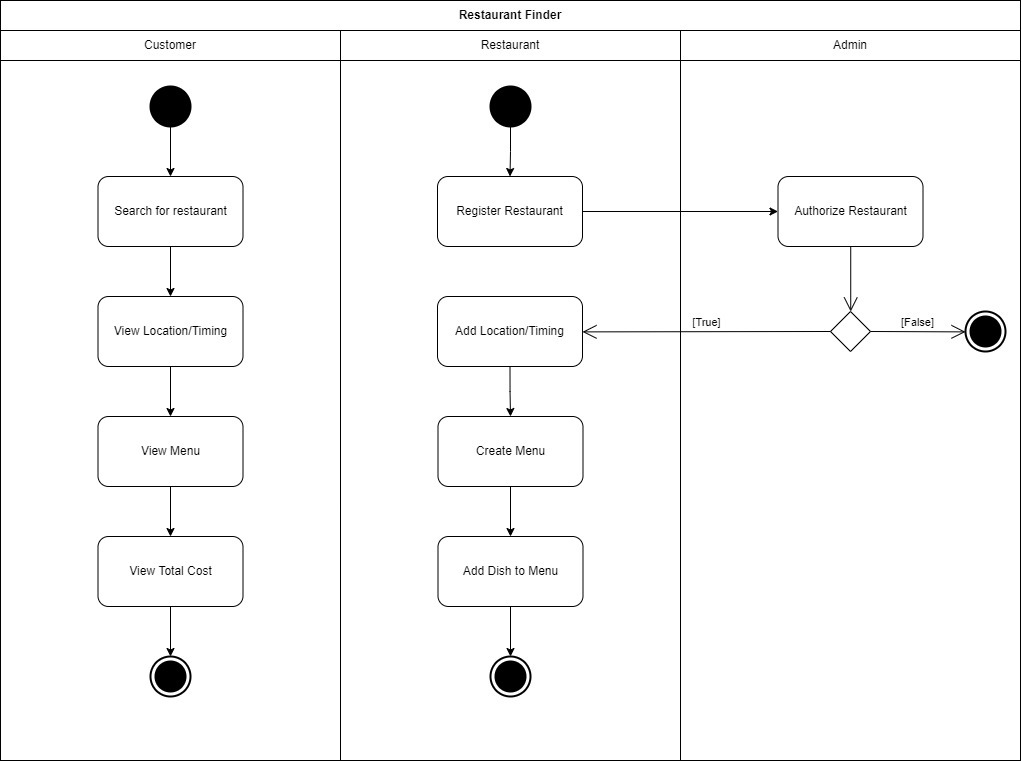 Restaurant Finder
Customer
Restaurant
Admin
Search for restaurant
Register Restaurant
Authorize Restaurant
View Location/Timing
Add Location/Timing
[True]
[False]
View Menu
Create Menu
View Total Cost
Add Dish to Menu